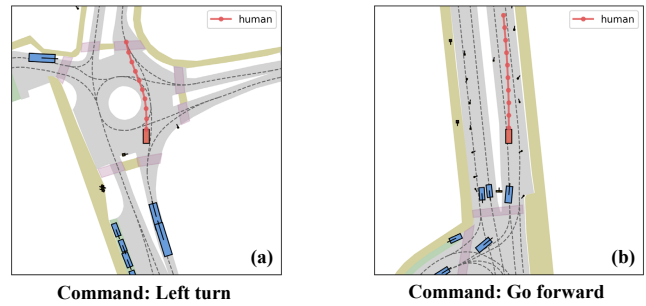 human
(a)
Command: Left turn
human
(b)
Command: Go forward